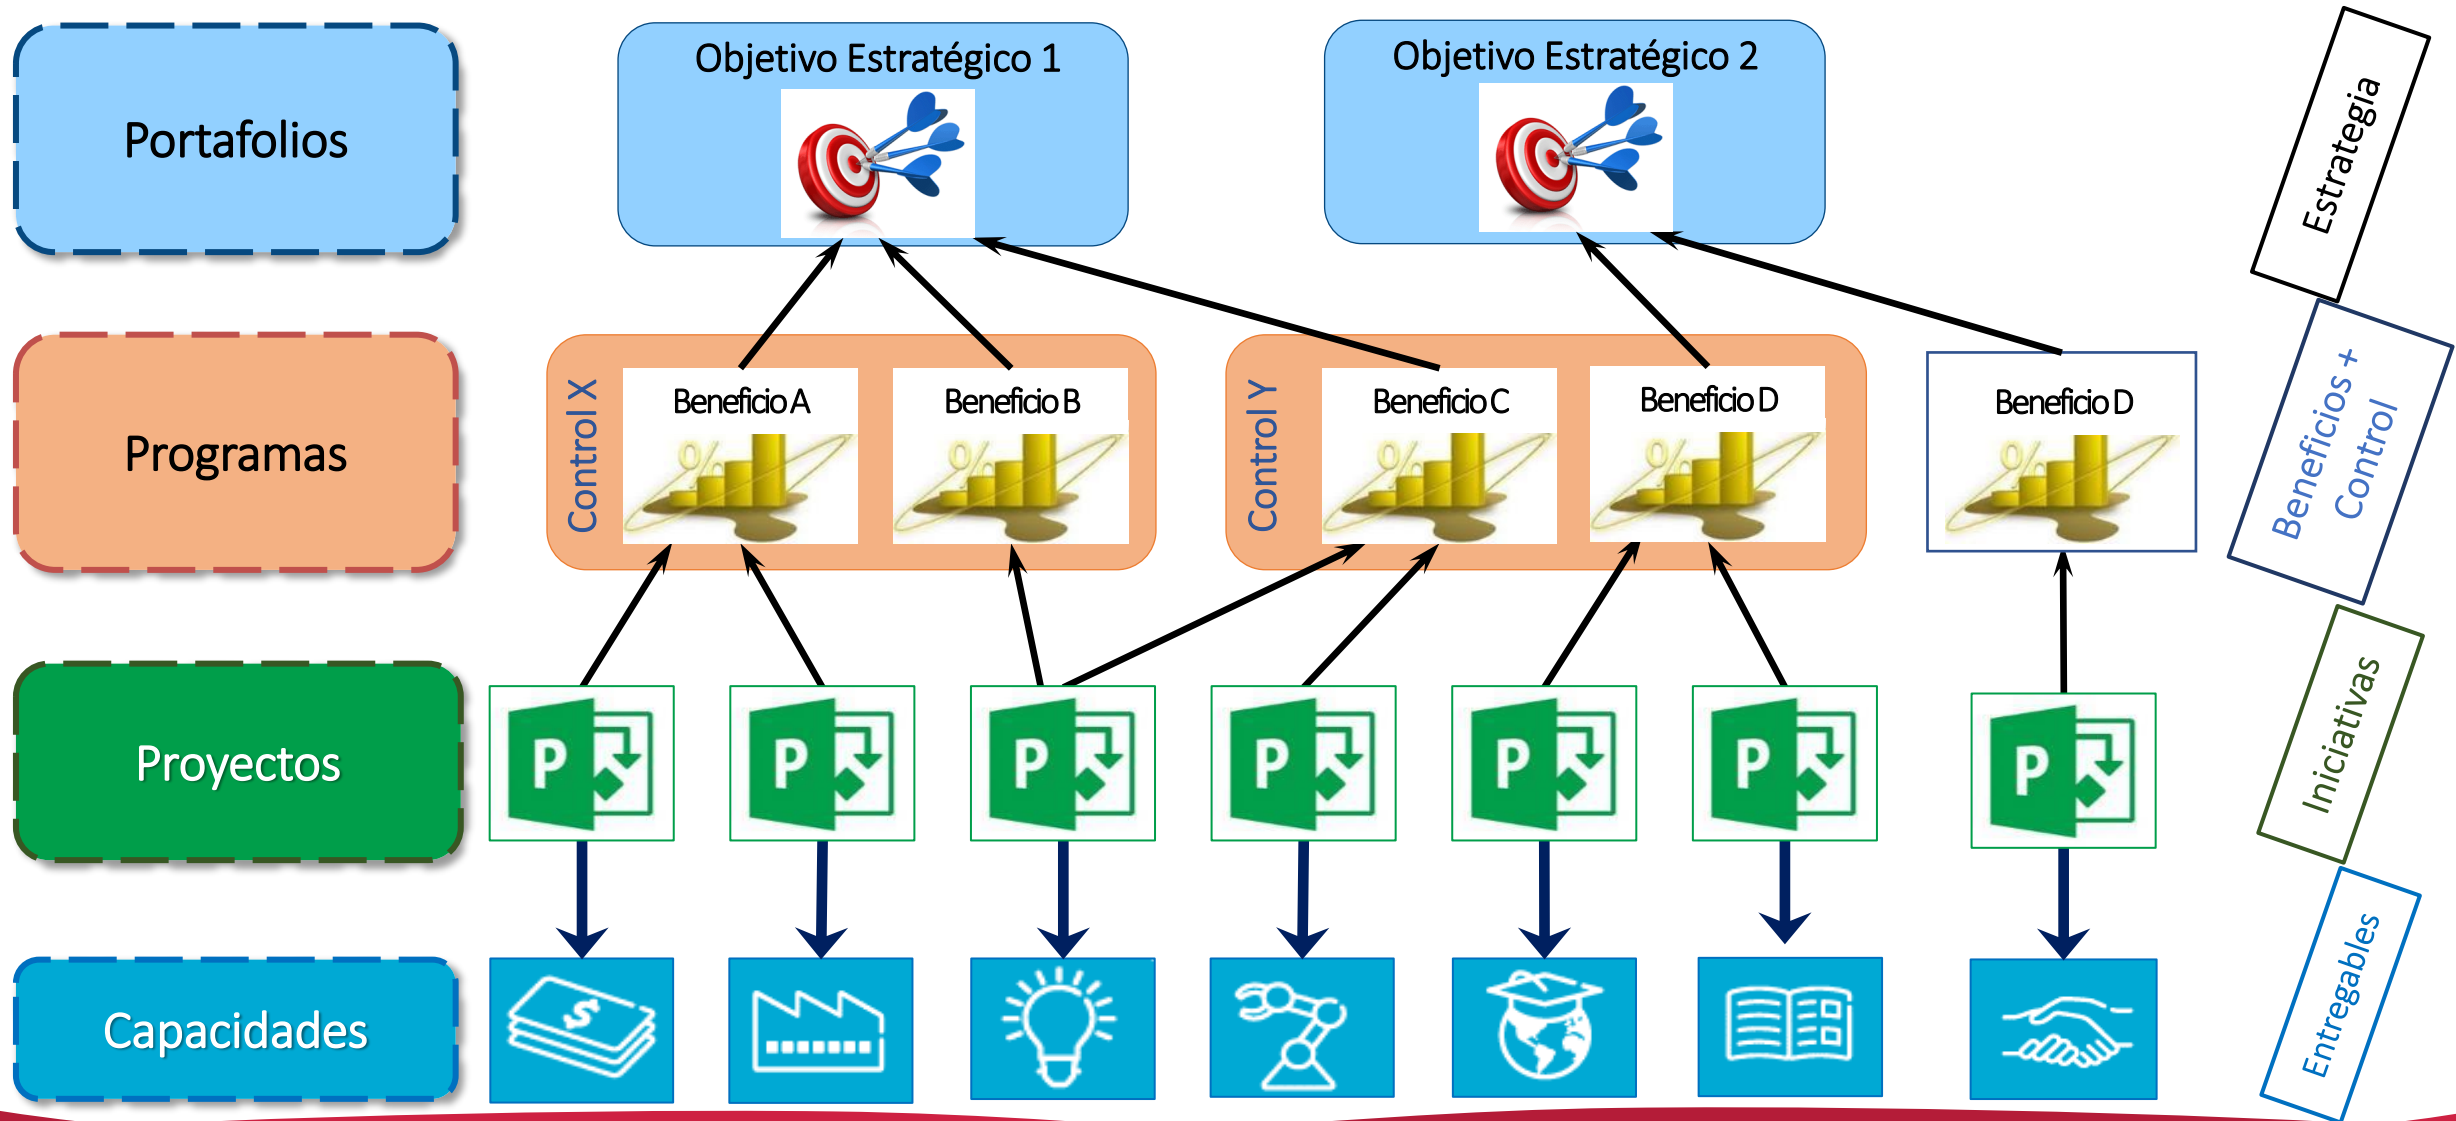 Portafolios
Objetivo Estratégico 1
Objetivo Estratégico 2
Estrategia
Programas
Control X
Beneficio A
%
Beneficio B
%
Control Y
Beneficio C
%
Beneficio D
%
Beneficio D
%
Beneficios +
Control
Proyectos
P
P
P
P
P
P
P
Iniciativas
Capacidades
$
Entregables